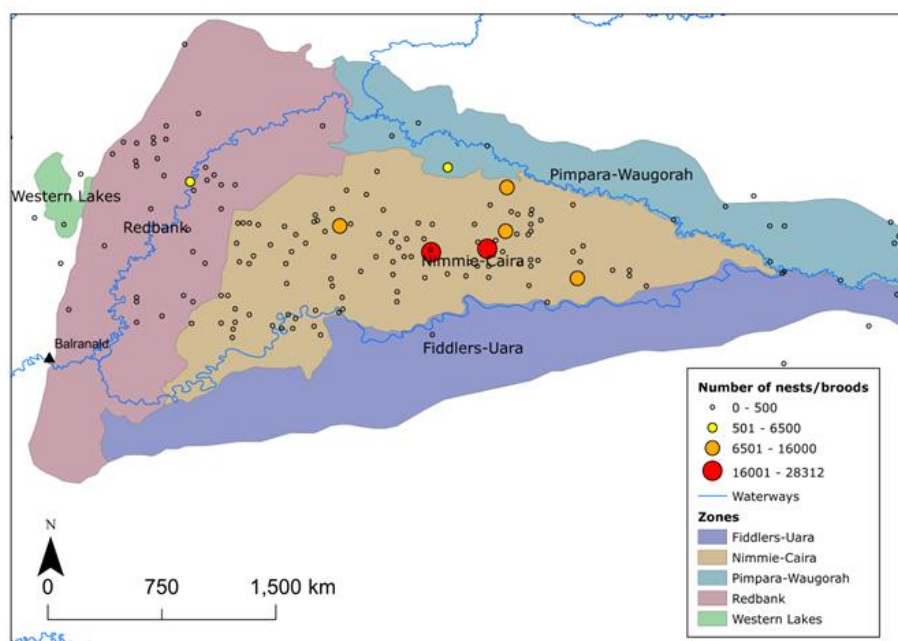 Pimpara-Waugorah
Western Lakes
Redbank
Nimmie-Caira
Balranald
Fiddlers-Uara
Number of nests/broods
0 - 500
501 - 6500
6501 - 16000
16001 - 28312
Waterways
Zones
Fiddlers-Uara
Nimmie-Caira
Pimpara-Waugorah
Redbank
Western Lakes
N
0 750 1,500 km